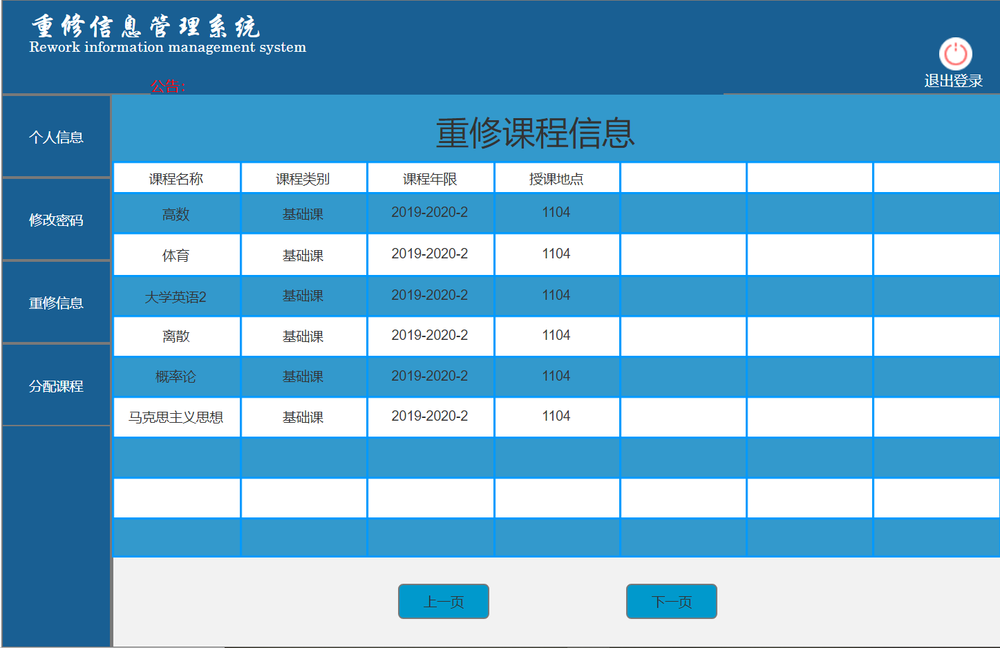 重修信息管理系统
Rework information management system
退出登录
公告：
个人信息
修改密码
重修信息
分配课程
重修课程信息
课程名称 课程类别 课程年限 授课地点
高数 基础课 2019-2020-2 1104
体育 基础课 2019-2020-2 1104
大学英语2 基础课 2019-2020-2 1104
离散 基础课 2019-2020-2 1104
概率论 基础课 2019-2020-2 1104
马克思主义思想 基础课 2019-2020-2 1104
上一页 下一页